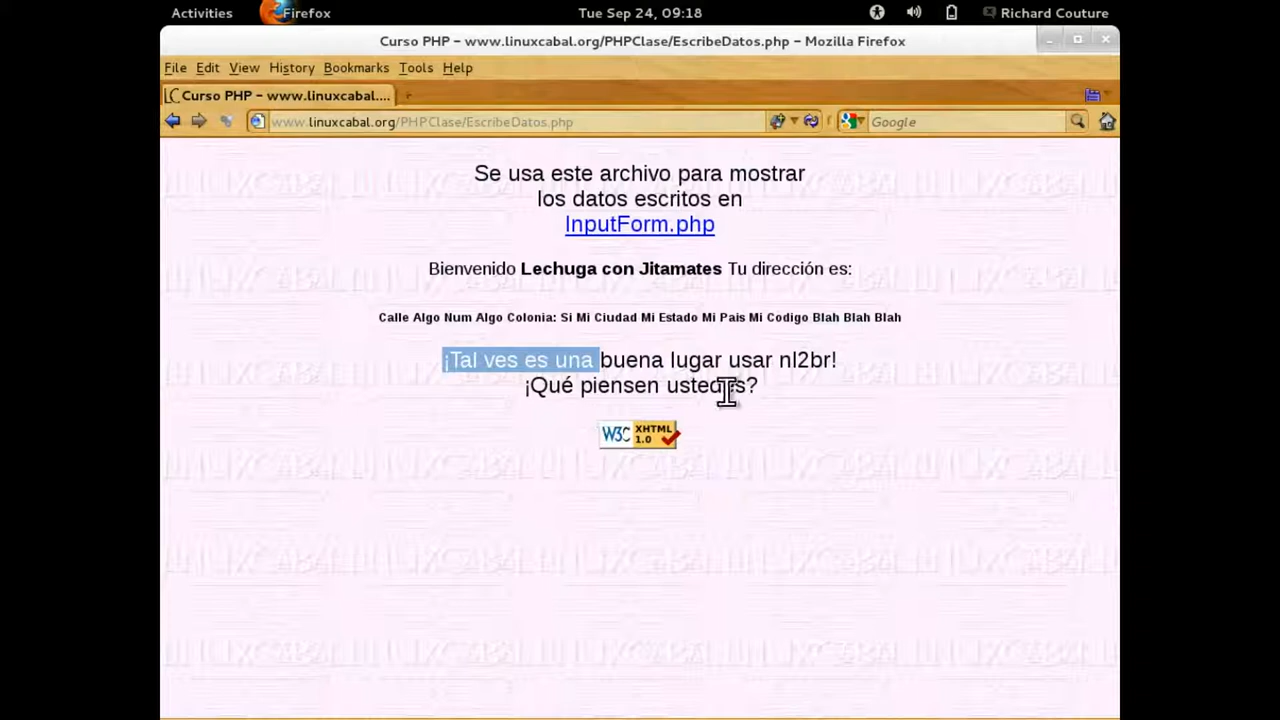 Activities Firefox Tue Sep 24, 09:18 Richard Couture
Curso PHP - www.linuxcabal.org/PHPClase/EscribeDatos.php - Mozilla Firefox
File Edit View History Bookmarks Tools Help
Curso PHP - www.linuxcabal.org....
www.linuxcabal.org/PHPClase/EscribeDatos.php Google
Se usa este archivo para mostrar
los datos escritos en
InputForm.php
Bienvenido Lechuga con Jitamates Tu dirección es:
Calle Algo Num Algo Colonia: Si Mi Ciudad Mi Estado Mi Pais Mi Codigo Blah Blah Blah
¡Tal ves es una buena lugar usar nl2br!
¡Qué piensen ustedes?
W3C XHTML 1.0